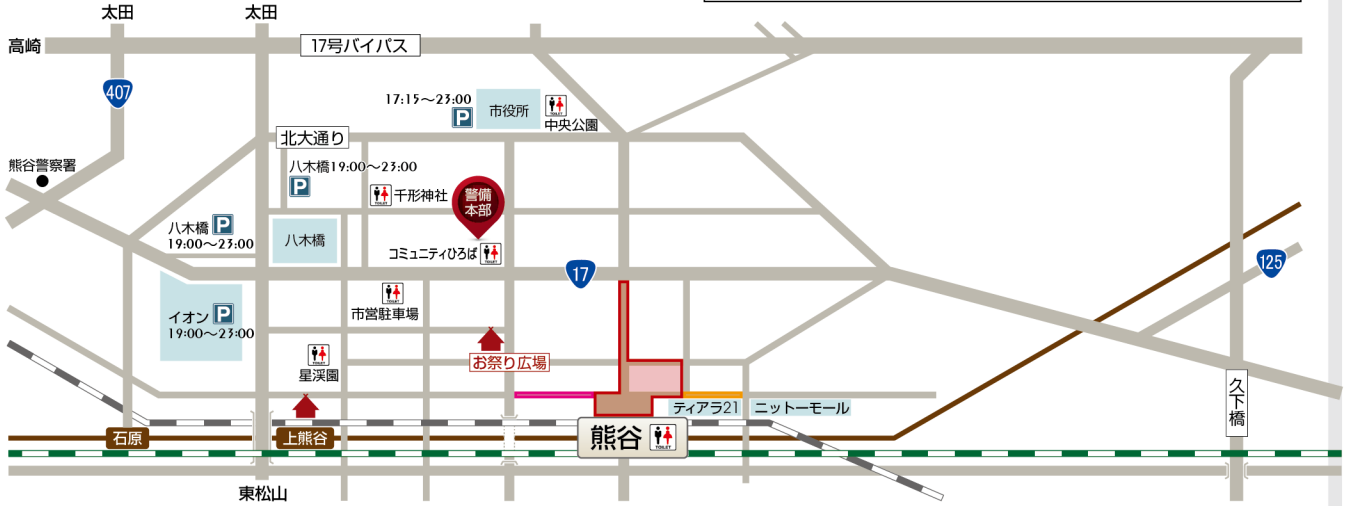 太田
太田
高崎
17号バイパス
407
17:15～23:00
P
市役所
TOILET
中央公園
北大通り
熊谷警察署
八木橋19:00～23:00
P
TOILET
千形神社
警備
本部
八木橋
P
19:00～23:00
八木橋
コミュニティひろば
TOILET
17
125
イオン
P
19:00～23:00
TOILET
市営駐車場
TOILET
星渓園
お祭り広場
久下橋
ティアラ21
ニットーモール
石原
上熊谷
熊谷
TOILET
東松山